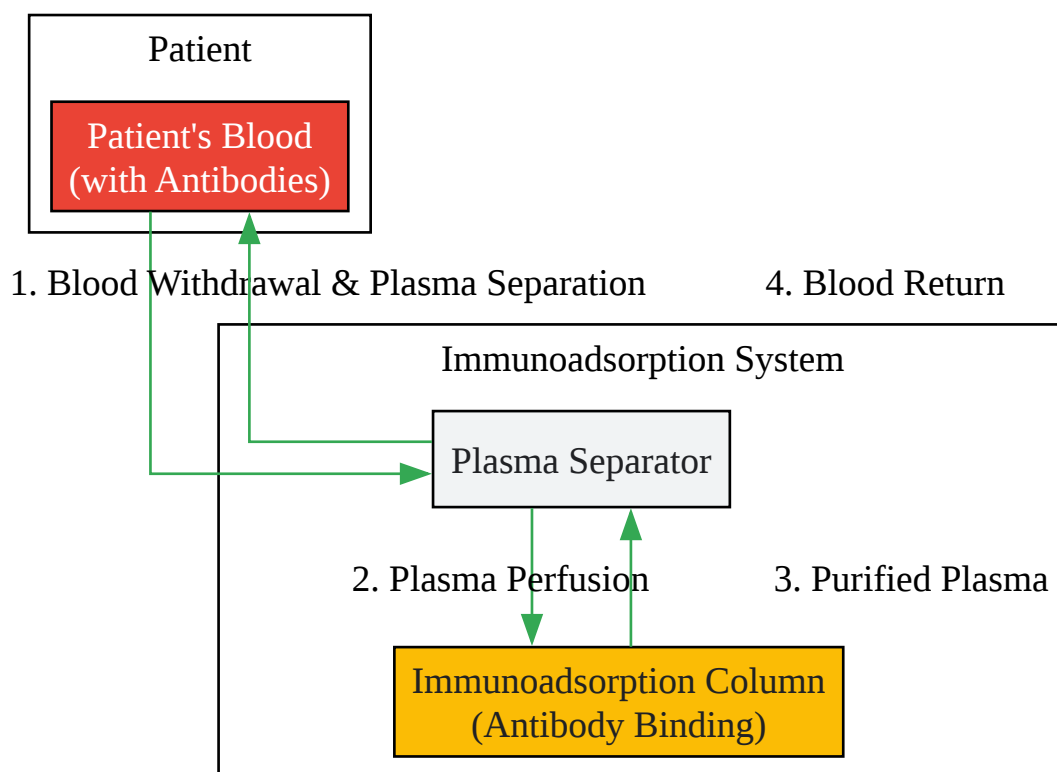 Patient
Patient's Blood
(with Antibodies)
1. Blood Withdrawal & Plasma Separation
4. Blood Return
Immunoadsorption System
Plasma Separator
2. Plasma Perfusion
3. Purified Plasma
Immunoadsorption Column
(Antibody Binding)